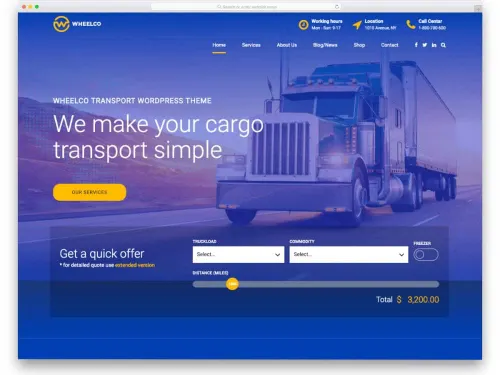 WHEELCO
Working hours
Mon - Sun: 9-17
Location
1010 Avenue, NY
Call Center
1-800-700-600
Home
Services
About Us
Blog/News
Shop
Contact
WHEELCO TRANSPORT WORDPRESS THEME
We make your cargo
transport simple
OUR SERVICES
Get a quick offer
* for detailed quote use extended version
TRUCKLOAD
Select...
COMMODITY
Select...
FREEZER
DISTANCE (MILES)
Total $ 3,200.00